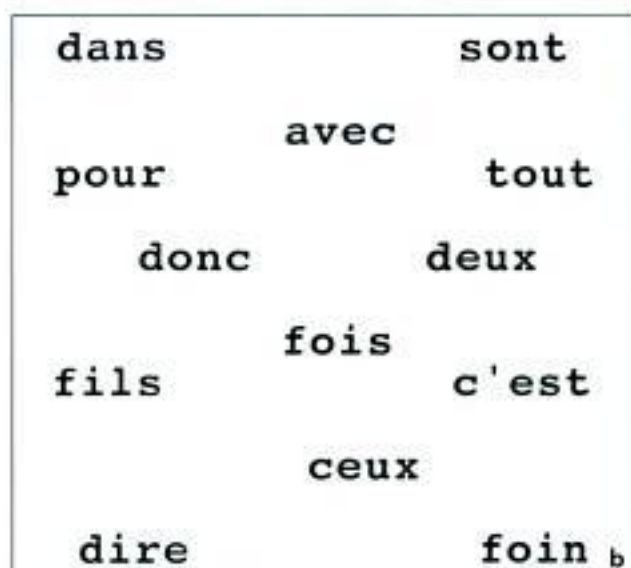 dans sont
avec
pour tout
donc deux
fois
fils c'est
ceux
dire foin b